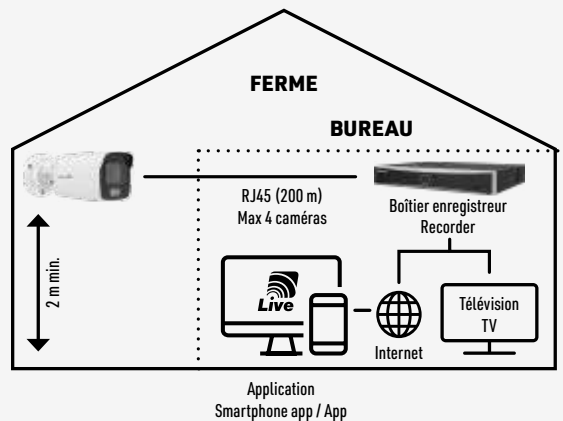 FERME
BUREAU
RJ45 (200 m)
Max 4 caméras
Boîtier enregistreur
Recorder
2 m min.
Live
Internet
Télévision
TV
Application
Smartphone app / App